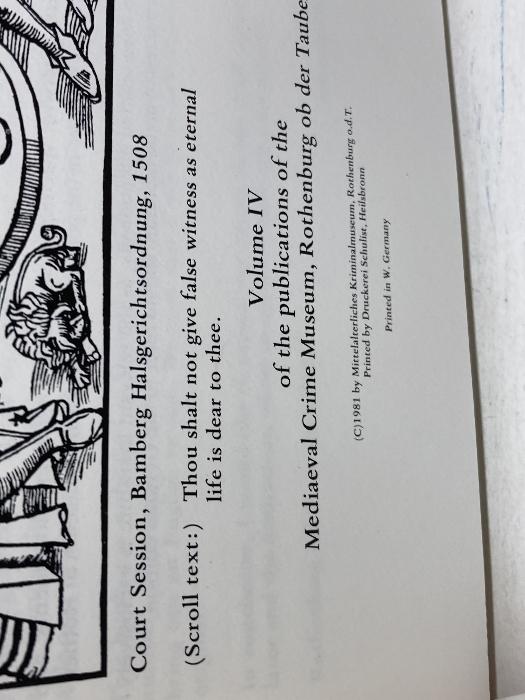 Court Session, Bamberg Halsgerichtsordnung, 1508
(Scroll text:) Thou shalt not give false witness as eternal
life is dear to thee.
Volume IV
of the publications of the
Mediaeval Crime Museum, Rothenburg ob der Taube
(C)1981 by Mittelalterliches Kriminalmuseum, Rothenburg o.d.T.
Printed by Druckerei Schulist, Heilsbronn
Printed in W. Germany